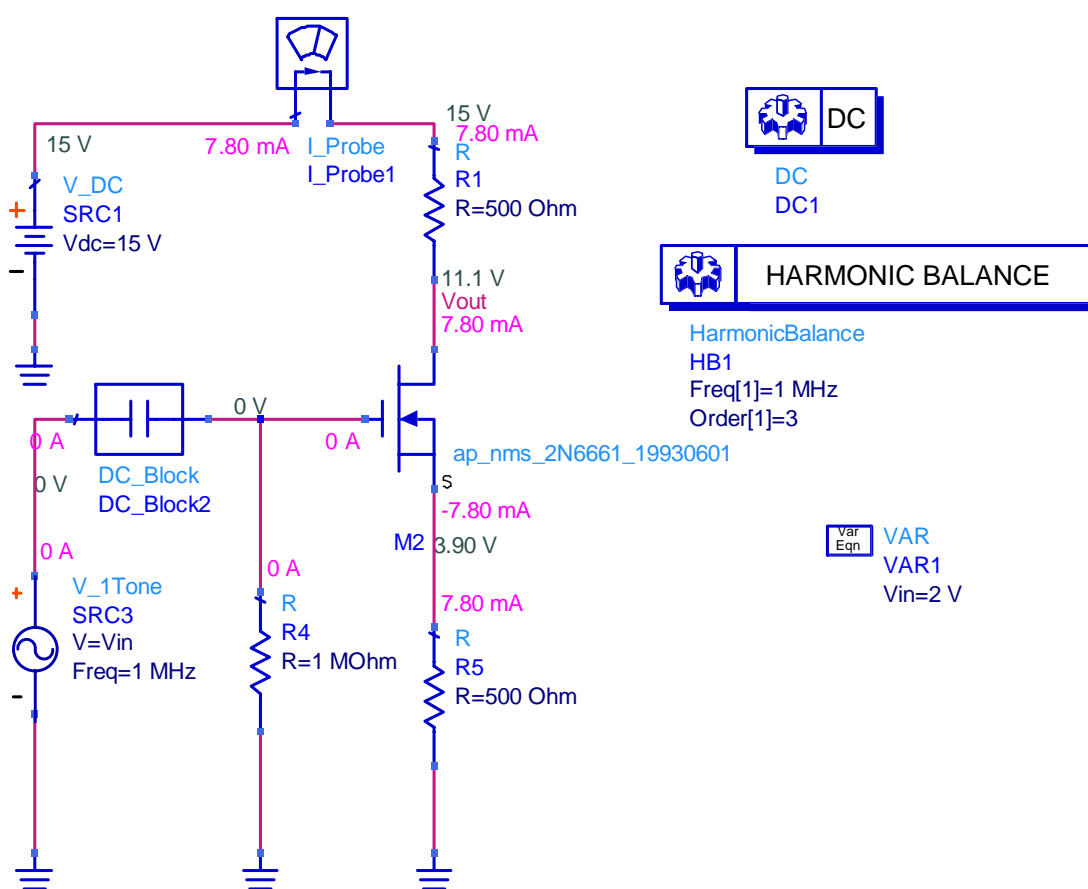 15 V
7.80 mA
I_Probe
I_Probe1
15 V
7.80 mA
R
R1
R=500 Ohm
+
V_DC
SRC1
Vdc=15 V
-
11.1 V
Vout
7.80 mA
0 A
0 V
DC_Block
DC_Block2
0 V
0 A
ap_nms_2N6661_19930601
S
-7.80 mA
M2
3.90 V
0 A
+
V_1Tone
SRC3
V=Vin
Freq=1 MHz
-
0 A
R
R4
R=1 MOhm
7.80 mA
R
R5
R=500 Ohm
DC
DC
DC1
HARMONIC BALANCE
HarmonicBalance
HB1
Freq[1]=1 MHz
Order[1]=3
Var
Eqn
VAR
VAR1
Vin=2 V